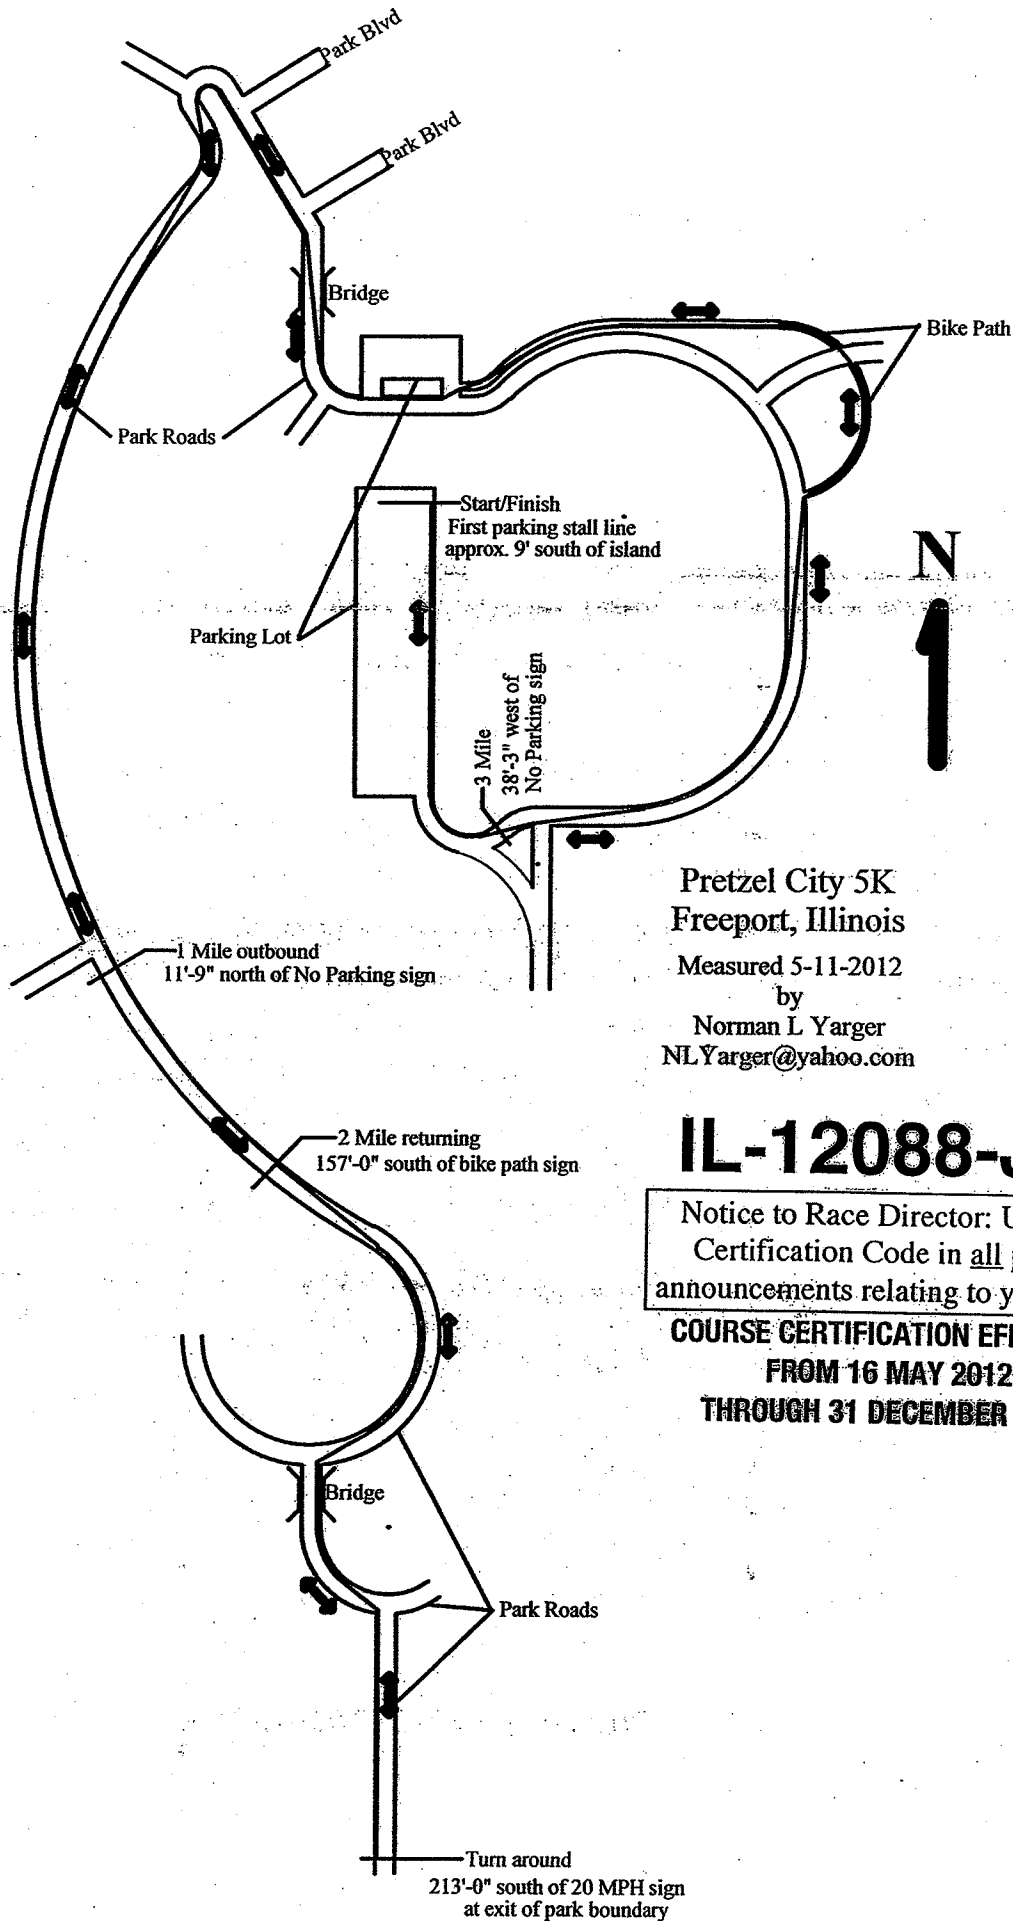 Park Blvd
Park Blvd
Bridge
Bike Path
Park Roads
Start/Finish
First parking stall line
approx. 9' south of island
N
Parking Lot
3 Mile
38'-3" west of
No Parking sign
Pretzel City 5K
Freeport, Illinois
Measured 5-11-2012
by
Norman L Yarger
NLYarger@yahoo.com
1 Mile outbound
11'-9" north of No Parking sign
2 Mile returning
157'-0" south of bike path sign
IL-12088-
Notice to Race Director: U
Certification Code in all
announcements relating to y
COURSE CERTIFICATION EF
FROM 16 MAY 2012
THROUGH 31 DECEMBER
Bridge
Park Roads
Turn around
213'-0" south of 20 MPH sign
at exit of park boundary